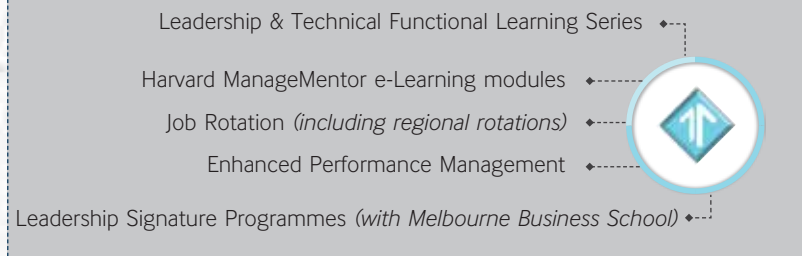 Leadership & Technical Functional Learning Series
Harvard ManageMentor e-Learning modules
Job Rotation (including regional rotations)
Enhanced Performance Management
Leadership Signature Programmes (with Melbourne Business School)